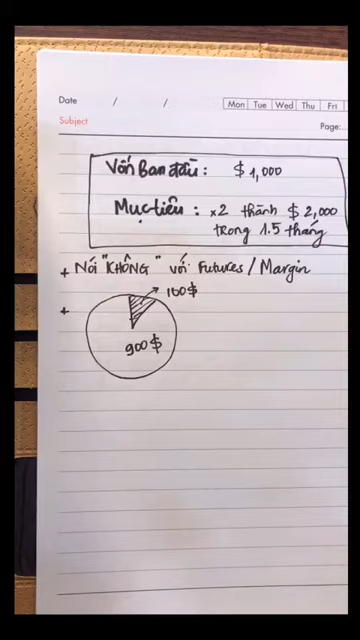 Date / /
Mon Tue Wed Thu Fri
Subject
Page:
Vốn Ban đầu : $ 1,000
Mục tiêu : x2 thành $ 2,000
trong 1.5 tháng
+ Nói "KHÔNG" với Futures / Margin
+ 100$
900$